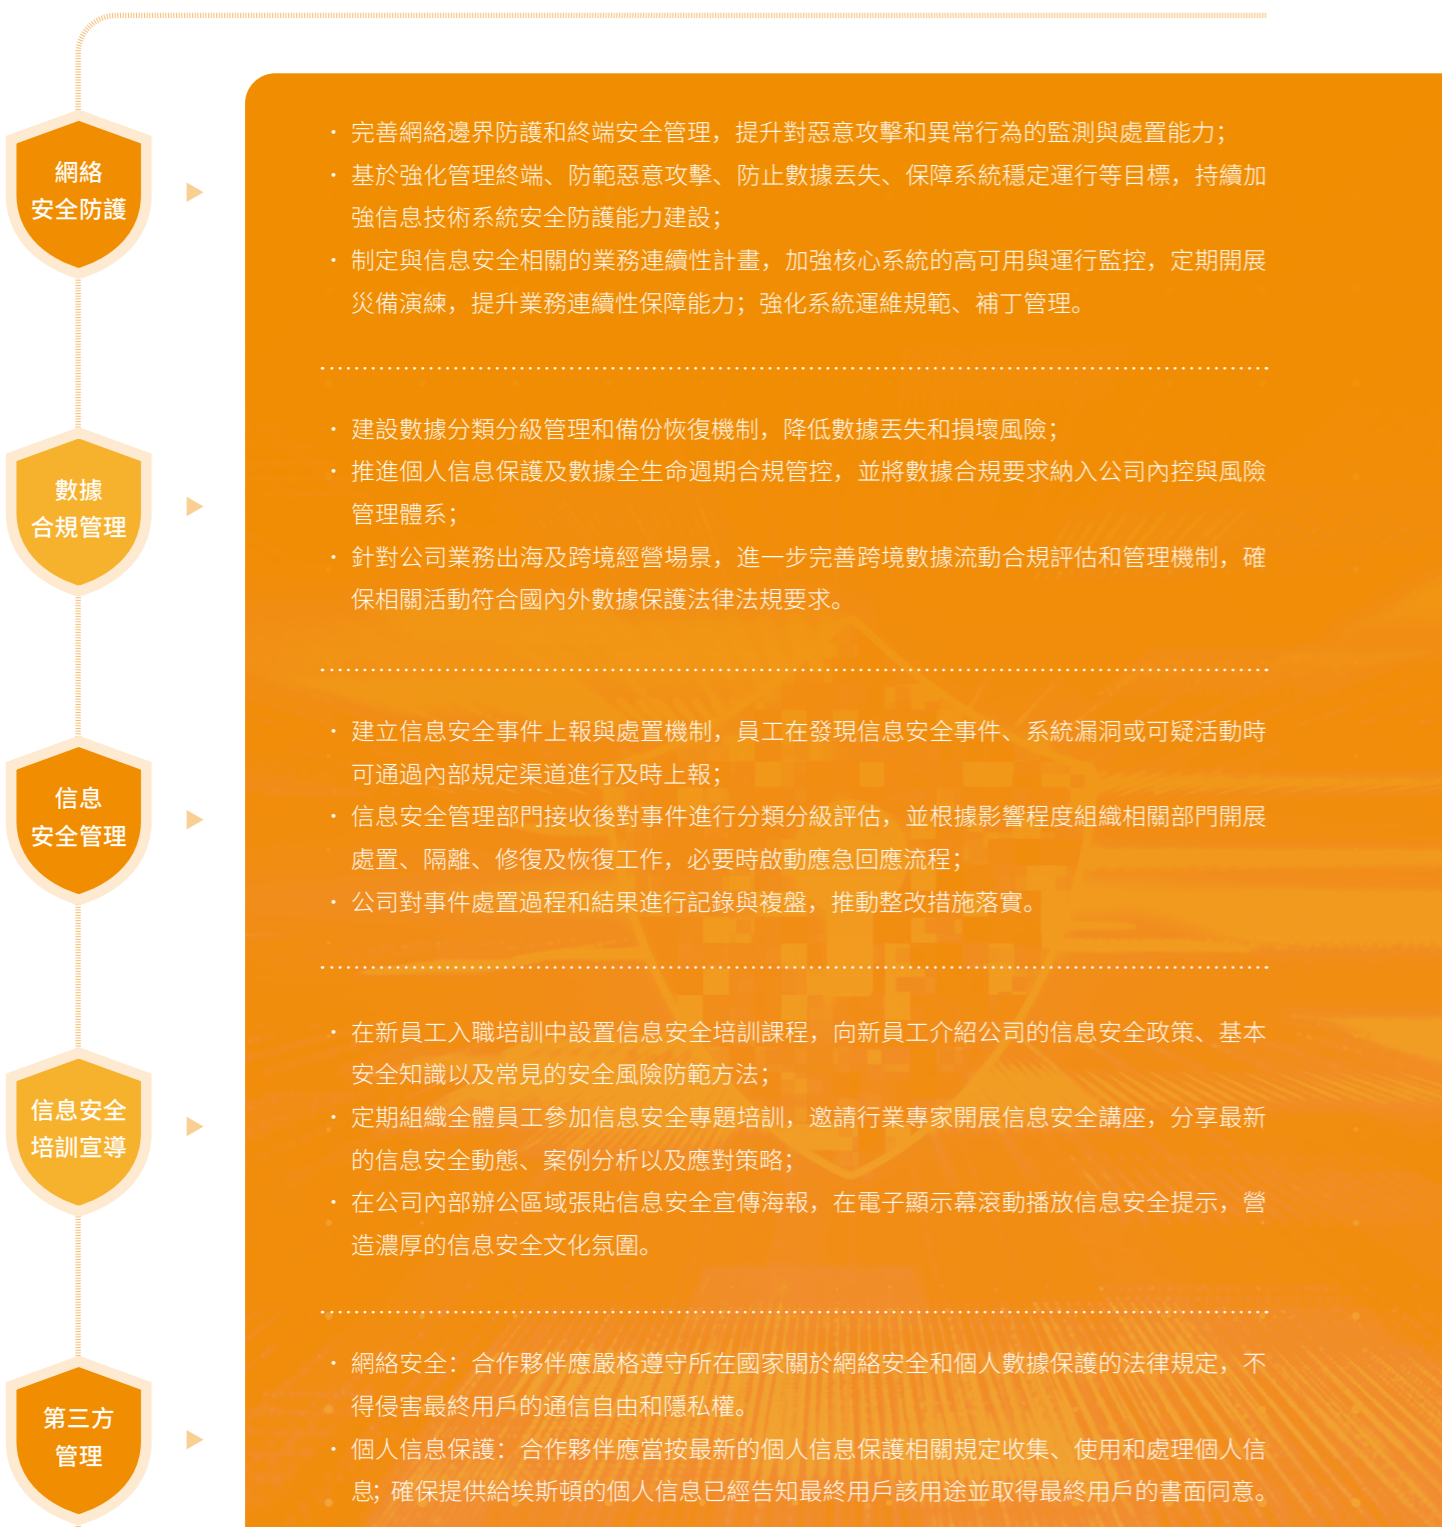 網絡
安全防護
· 完善網絡邊界防護和終端安全管理，提升對惡意攻擊和異常行為的監測與處置能力；
· 基於強化管理終端、防範惡意攻擊、防止數據丟失、保障系統穩定運行等目標，持續加
強信息技術系統安全防護能力建設；
· 制定與信息安全相關的業務連續性計畫，加強核心系統的高可用與運行監控，定期開展
災備演練，提升業務連續性保障能力；強化系統運維規範、補丁管理。
數據
合規管理
· 建設數據分類分級管理和備份恢復機制，降低數據丟失和損壞風險；
· 推進個人信息保護及數據全生命週期合規管控，並將數據合規要求納入公司內控與風險
管理體系；
· 針對公司業務出海及跨境經營場景，進一步完善跨境數據流動合規評估和管理機制，確
保相關活動符合國內外數據保護法律法規要求。
信息
安全管理
· 建立信息安全事件上報與處置機制，員工在發現信息安全事件、系統漏洞或可疑活動時
可通過內部規定渠道進行及時上報；
· 信息安全管理部門接收後對事件進行分類分級評估，並根據影響程度組織相關部門開展
處置、隔離、修復及恢復工作，必要時啟動應急回應流程；
· 公司對事件處置過程和結果進行記錄與複盤，推動整改措施落實。
信息安全
培訓宣導
· 在新員工入職培訓中設置信息安全培訓課程，向新員工介紹公司的信息安全政策、基本
安全知識以及常見的安全風險防範方法；
· 定期組織全體員工參加信息安全專題培訓，邀請行業專家開展信息安全講座，分享最新
的信息安全動態、案例分析以及應對策略；
· 在公司內部辦公區域張貼信息安全宣傳海報，在電子顯示幕滾動播放信息安全提示，營
造濃厚的信息安全文化氛圍。
第三方
管理
· 網絡安全：合作夥伴應嚴格遵守所在國家關於網絡安全和個人數據保護的法律規定，不
得侵害最終用戶的通信自由和隱私權。
· 個人信息保護：合作夥伴應當按最新的個人信息保護相關規定收集、使用和處理個人信
息；確保提供給埃斯頓的個人信息已經告知最終用戶該用途並取得最終用戶的書面同意。